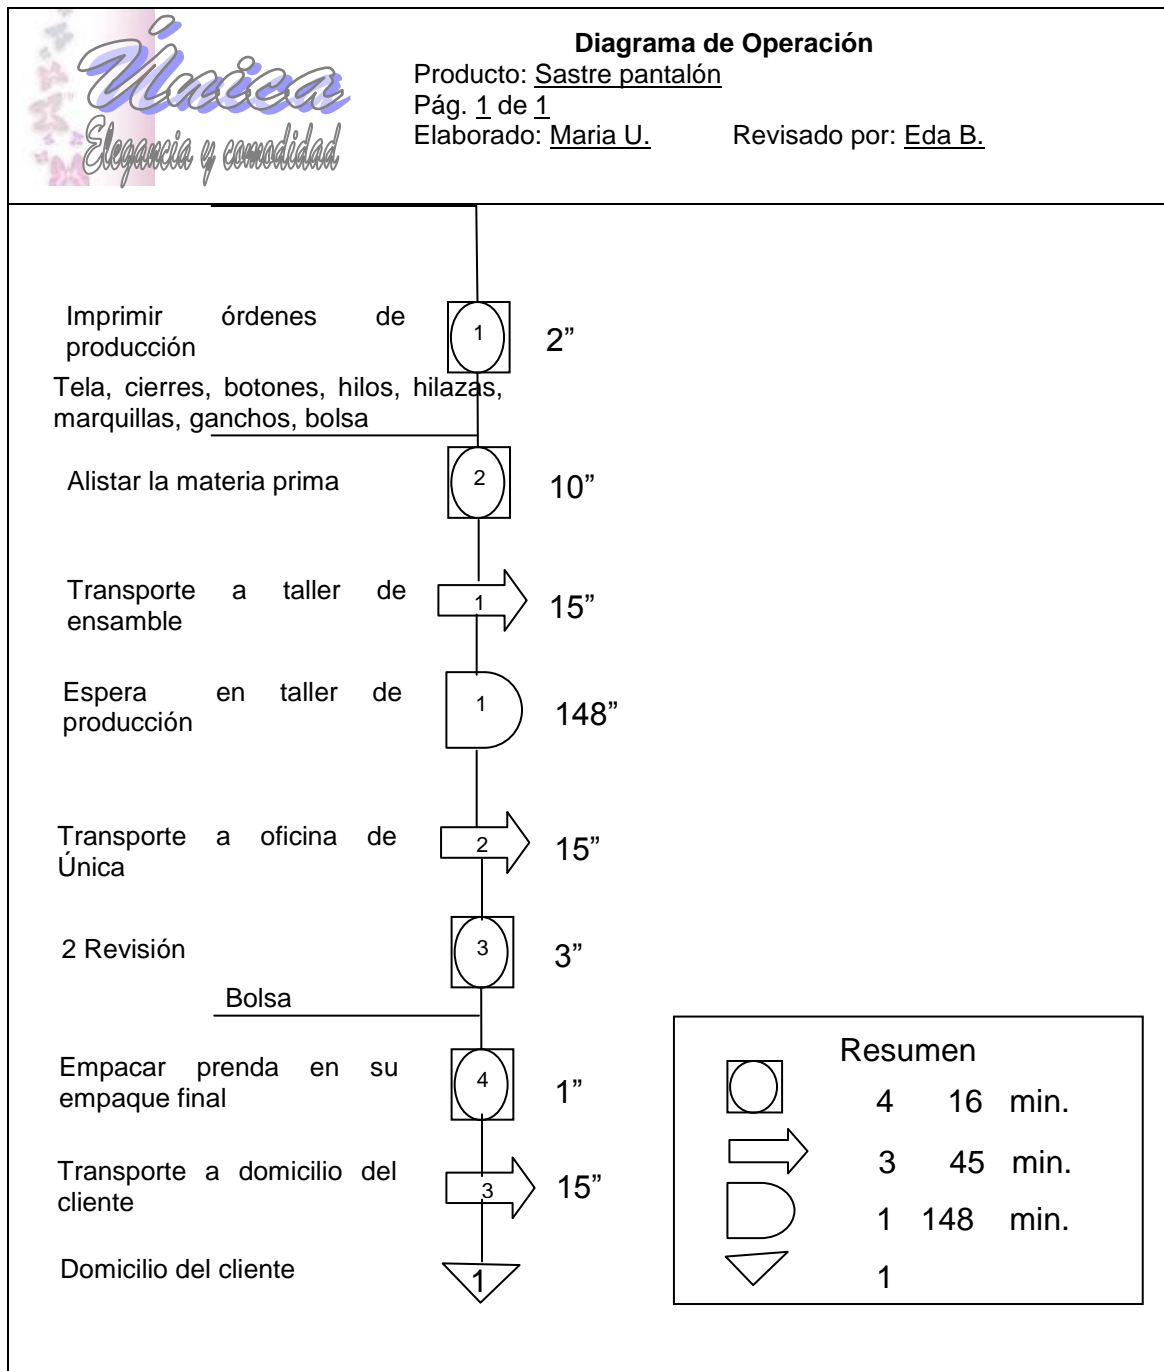 Única
Elegancia y comodidad
Diagrama de Operación
Producto: Sastre pantalón
Pág. 1 de 1
Elaborado: Maria U. Revisado por: Eda B.
Imprimir órdenes de
producción
1
2”
Tela, cierres, botones, hilos, hilazas,
marquillas, ganchos, bolsa
Alistar la materia prima
2
10”
Transporte a taller de
ensamble
1
15”
Espera en taller de
producción
1
148”
Transporte a oficina de
Única
2
15”
2 Revisión
3
3”
Bolsa
Empacar prenda en su
empaque final
4
1”
Transporte a domicilio del
cliente
3
15”
Domicilio del cliente
1
Resumen
4 16 min.
3 45 min.
1 148 min.
1